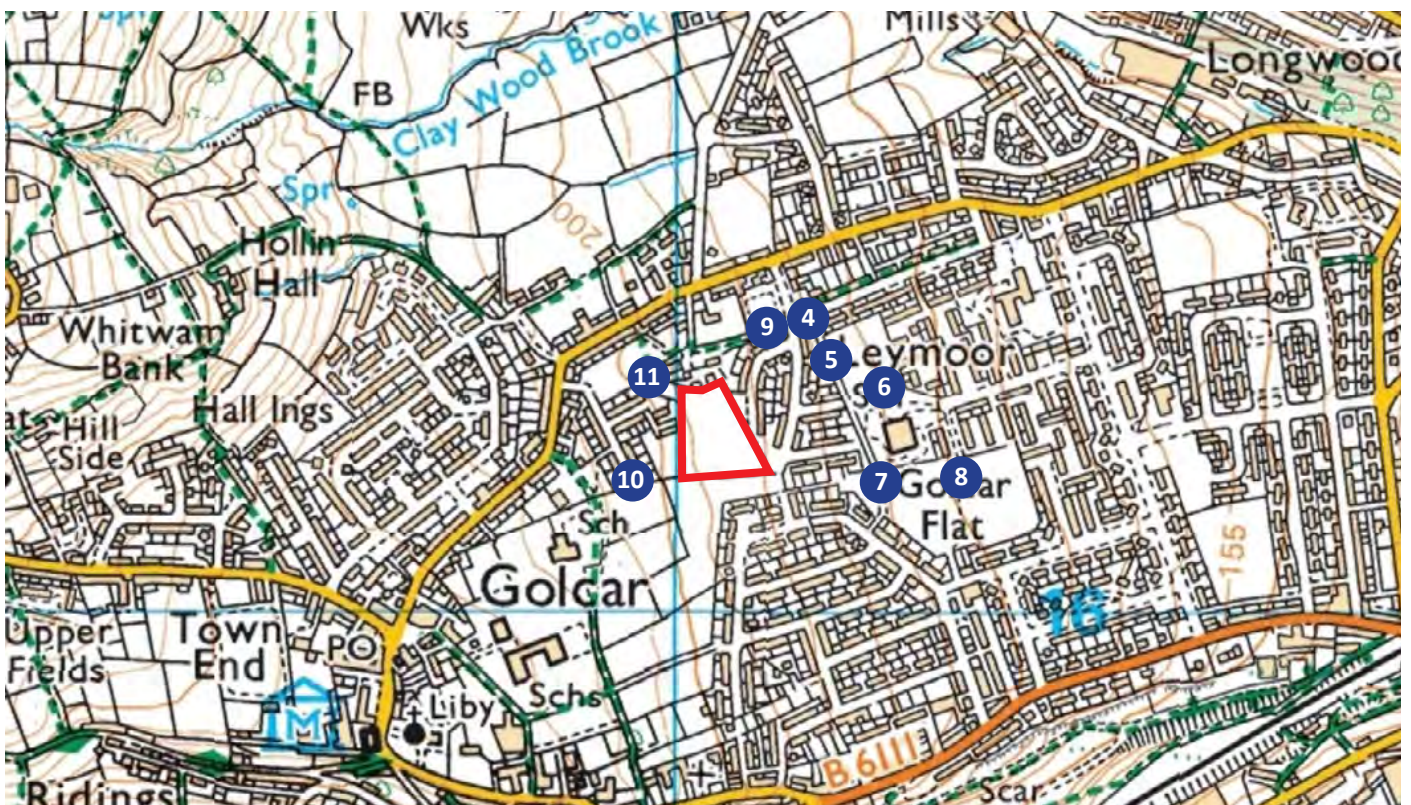 Spr
Wks
Mills
Longwood
FB
Clay Wood Brook
Spr
200
Hollin
Hall
Whitwam
Bank
9
4
5
Leymoor
11
6
Hall Ings
Hill
Side
10
7
8
Golcar
Flat
Sch
155
Golcar
16
Upper
Fields
Town
End
PO
M
Liby
Schs
B 6111
Ridings
Scar